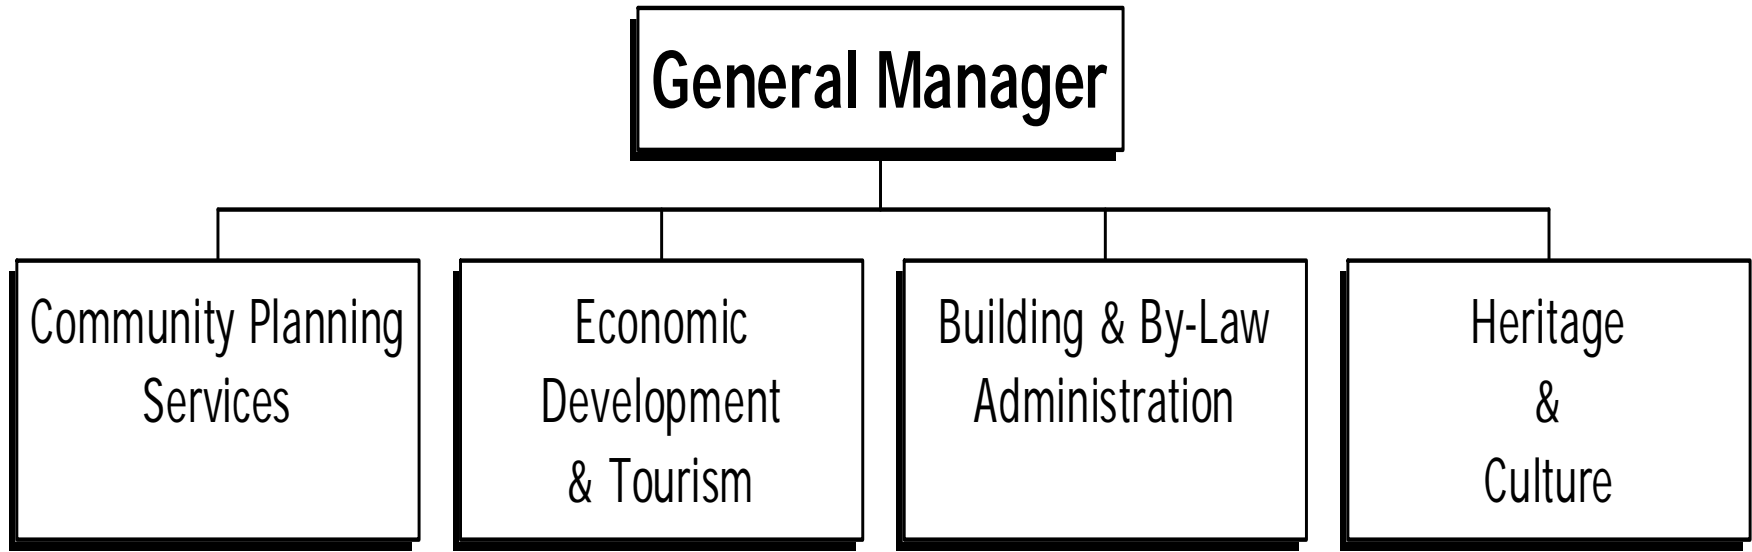 General Manager
Community Planning
Services
Economic
Development
& Tourism
Building & By-Law
Administration
Heritage
&
Culture